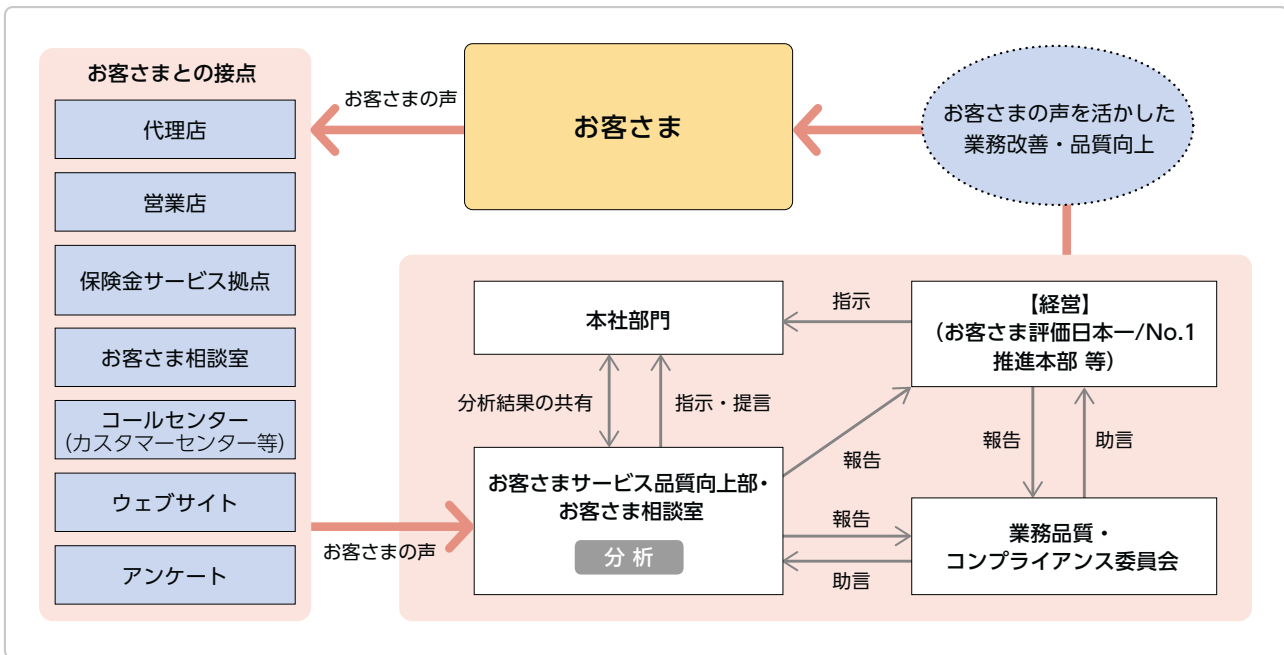 お客さまとの接点
代理店
営業店
保険金サービス拠点
お客さま相談室
コールセンター
(カスタマーセンター等)
ウェブサイト
アンケート
お客さまの声
お客さま
お客さまの声を活かした
業務改善・品質向上
お客さまの声
本社部門
指示
【経営】
（お客さま評価日本一/No.1
推進本部 等）
分析結果の共有
指示・提言
報告
報告
助言
お客さまサービス品質向上部・
お客さま相談室
分 析
報告
助言
業務品質・
コンプライアンス委員会